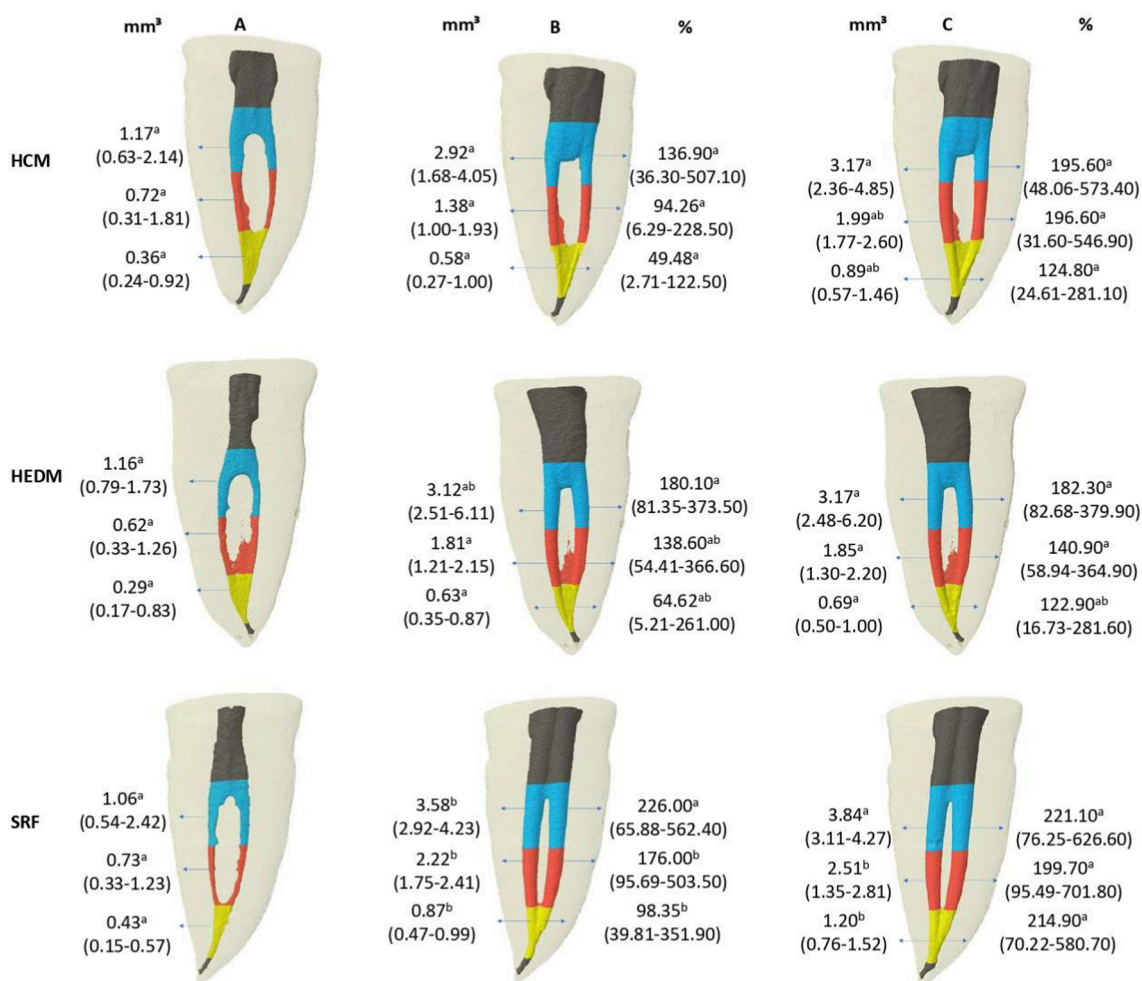 mm³ A mm³ B % mm³ C %
HCM
1.17ᵃ
(0.63-2.14)
0.72ᵃ
(0.31-1.81)
0.36ᵃ
(0.24-0.92)
2.92ᵃ
(1.68-4.05)
1.38ᵃ
(1.00-1.93)
0.58ᵃ
(0.27-1.00)
136.90ᵃ
(36.30-507.10)
94.26ᵃ
(6.29-228.50)
49.48ᵃ
(2.71-122.50)
3.17ᵃ
(2.36-4.85)
1.99ᵃᵇ
(1.77-2.60)
0.89ᵃᵇ
(0.57-1.46)
195.60ᵃ
(48.06-573.40)
196.60ᵃ
(31.60-546.90)
124.80ᵃ
(24.61-281.10)
HEDM
1.16ᵃ
(0.79-1.73)
0.62ᵃ
(0.33-1.26)
0.29ᵃ
(0.17-0.83)
3.12ᵃᵇ
(2.51-6.11)
1.81ᵃ
(1.21-2.15)
0.63ᵃ
(0.35-0.87)
180.10ᵃ
(81.35-373.50)
138.60ᵃᵇ
(54.41-366.60)
64.62ᵃᵇ
(5.21-261.00)
3.17ᵃ
(2.48-6.20)
1.85ᵃ
(1.30-2.20)
0.69ᵃ
(0.50-1.00)
182.30ᵃ
(82.68-379.90)
140.90ᵃ
(58.94-364.90)
122.90ᵃᵇ
(16.73-281.60)
SRF
1.06ᵃ
(0.54-2.42)
0.73ᵃ
(0.33-1.23)
0.43ᵃ
(0.15-0.57)
3.58ᵇ
(2.92-4.23)
2.22ᵇ
(1.75-2.41)
0.87ᵇ
(0.47-0.99)
226.00ᵃ
(65.88-562.40)
176.00ᵇ
(95.69-503.50)
98.35ᵇ
(39.81-351.90)
3.84ᵃ
(3.11-4.27)
2.51ᵇ
(1.35-2.81)
1.20ᵇ
(0.76-1.52)
221.10ᵃ
(76.25-626.60)
199.70ᵃ
(95.49-701.80)
214.90ᵃ
(70.22-580.70)